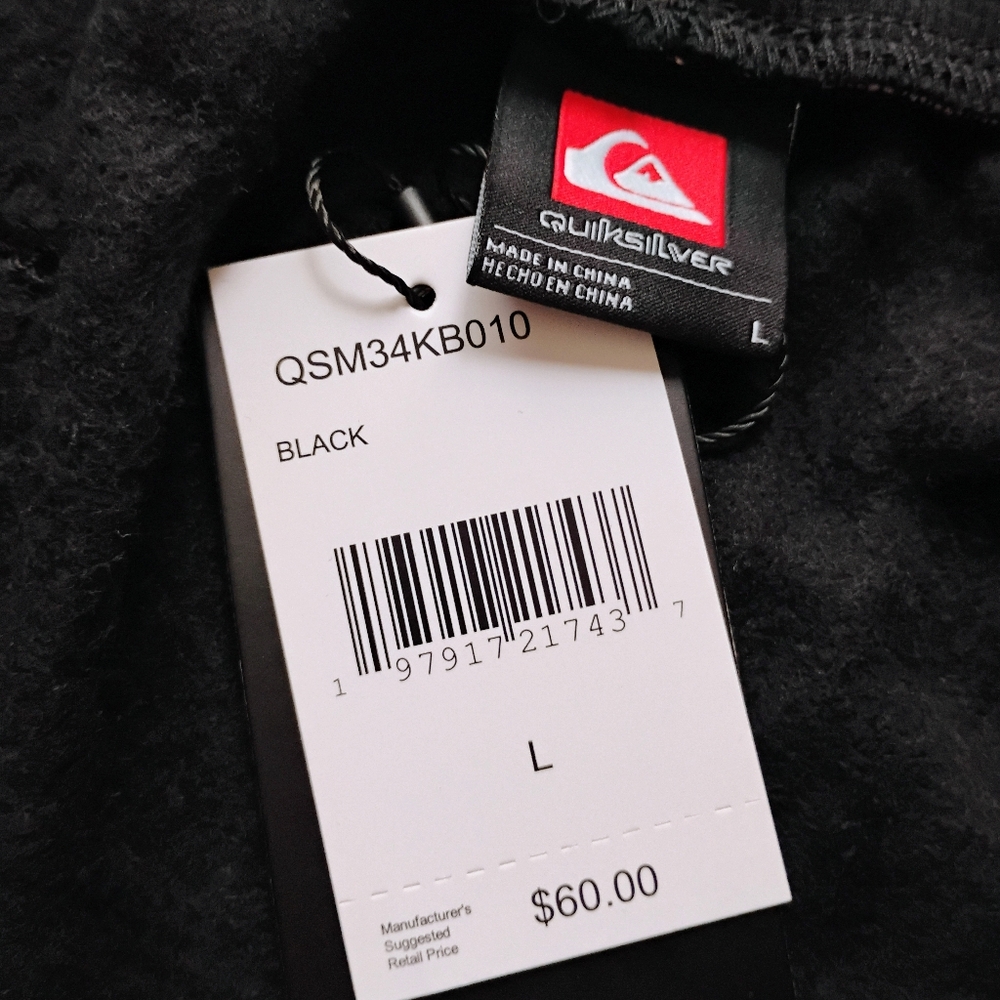 QUIKSILVER
MADE IN CHINA
HECHO EN CHINA
L
QSM34KB010
BLACK
1 97917 21743 7
L
$60.00
Manufacturer's
Suggested
Retail Price